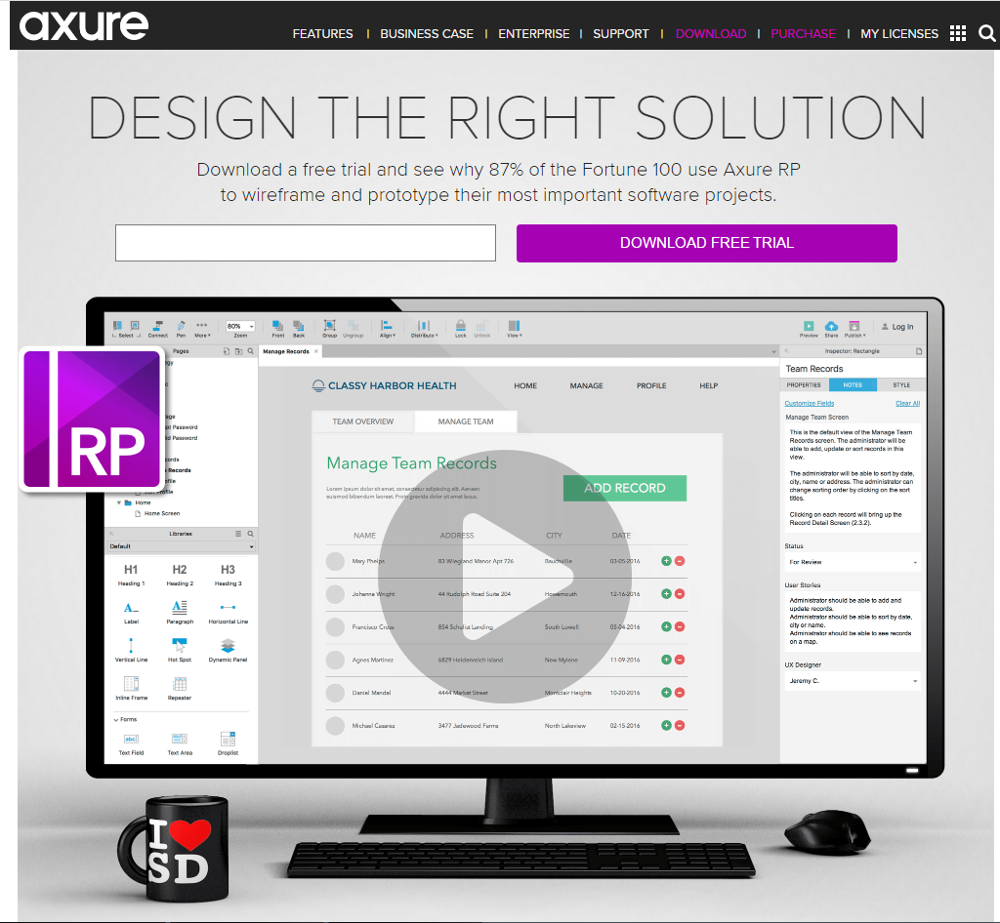 axure
FEATURES | BUSINESS CASE | ENTERPRISE | SUPPORT | DOWNLOAD | PURCHASE | MY LICENSES
DESIGN THE RIGHT SOLUTION
Download a free trial and see why 87% of the Fortune 100 use Axure RP
to wireframe and prototype their most important software projects.
DOWNLOAD FREE TRIAL
80%
Select Connect Pen More Zoom Front Back Group Ungroup Align Distribute Lock Unlock View Preview Share Publish Log In
Pages
Manage Records
Inspector: Rectangle
RP
Home
Home Screen
Libraries
Default
H1 H2 H3
Heading 1 Heading 2 Heading 3
Label Paragraph Horizontal Line
Vertical Line Hot Spot Dynamic Panel
Inline Frame Repeater
Forms
Text Field Text Area Droplist
CLASSY HARBOR HEALTH
HOME MANAGE PROFILE HELP
TEAM OVERVIEW MANAGE TEAM
Manage Team Records
Lorem ipsum dolor sit amet, consectetur adipiscing elit. Aenean
euismod bibendum laoreet. Proin gravida dolor sit amet lacus.
ADD RECORD
NAME ADDRESS CITY DATE
Mary Phelps 83 Wiegland Manor Apt 726 Bauchville 03-05-2016
Johanna Wright 44 Rudolph Road Suite 204 Howemouth 12-16-2016
Francisco Cross 854 Scholist Landing South Lowell 05-04-2016
Agnes Martinez 6829 Heidenreich Island New Mylene 11-09-2016
Daniel Mandel 4444 Market Street Montclair Heights 10-20-2016
Michael Casarez 3477 Jadewood Farms North Lakeview 02-15-2016
Team Records
PROPERTIES NOTES STYLE
Customize Fields Clear All
Manage Team Screen
This is the default view of the Manage Team
Records screen. The administrator will be
able to add, update or sort records in this
view.
The administrator will be able to sort by date,
city, name or address. The administrator can
change sorting order by clicking on the sort
titles.
Clicking on each record will bring up the
Record Detail Screen (2.3.2).
Status
For Review
User Stories
Administrator should be able to add and
update records.
Administrator should be able to sort by date,
city or name.
Administrator should be able to see records
on a map.
UX Designer
Jeremy C.
I
SD